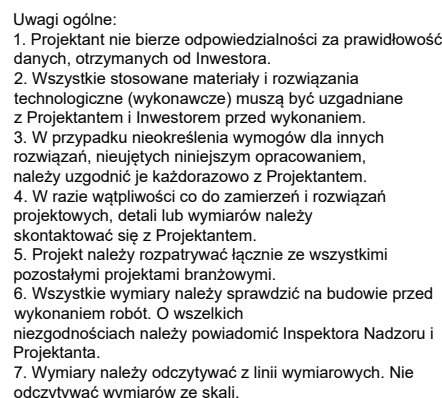 Uwagi ogólne:
1. Projektant nie bierze odpowiedzialności za prawidłowość
danych, otrzymanych od Inwestora.
2. Wszystkie stosowane materiały i rozwiązania
technologiczne (wykonawcze) muszą być uzgadniane
z Projektantem i Inwestorem przed wykonaniem.
3. W przypadku nieokreślenia wymogów dla innych
rozwiązań, nieujętych niniejszym opracowaniem,
należy uzgodnić je każdorazowo z Projektantem.
4. W razie wątpliwości co do zamierzeń i rozwiązań
projektowych, detali lub wymiarów należy
skontaktować się z Projektantem.
5. Projekt należy rozpatrywać łącznie ze wszystkimi
pozostałymi projektami branżowymi.
6. Wszystkie wymiary należy sprawdzić na budowie przed
wykonaniem robót. O wszelkich
niezgodnościach należy powiadomić Inspektora Nadzoru i
Projektanta.
7. Wymiary należy odczytywać z linii wymiarowych. Nie
odczytywać wymiarów ze skali.